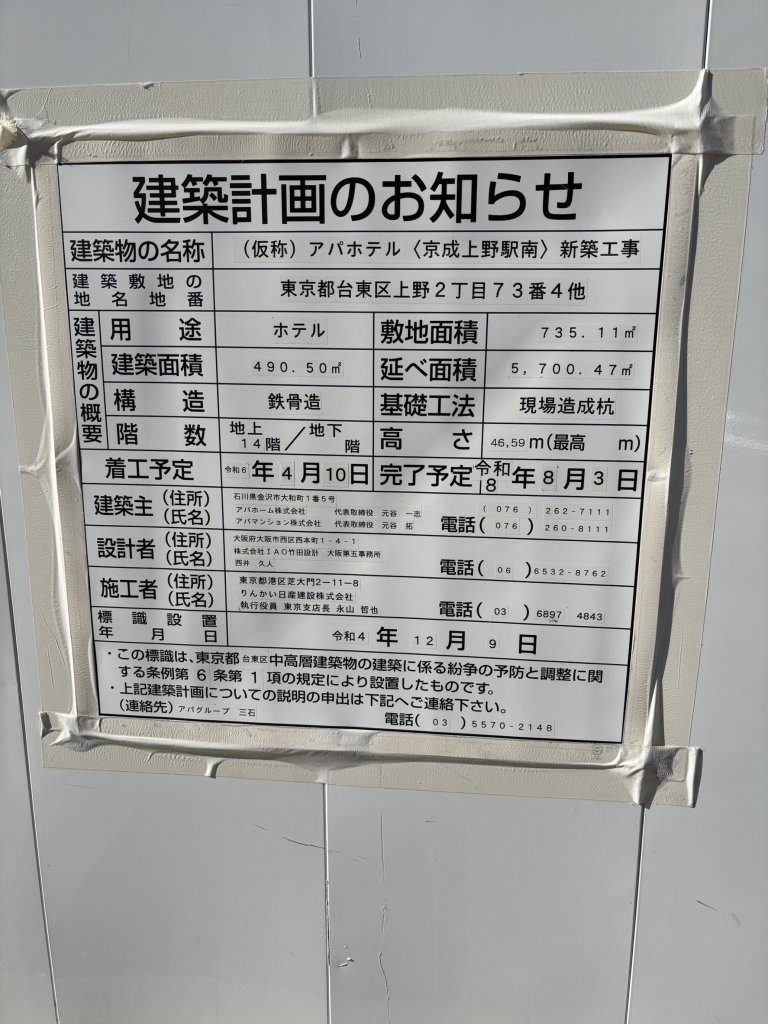 建築計画のお知らせ
建築物の名称 （仮称）アパホテル〈京成上野駅南〉新築工事
建築敷地の地名地番 東京都台東区上野２丁目７３番４他
建築物の概要
用途 ホテル 敷地面積 735.11㎡
建築面積 490.50㎡ 延べ面積 5,700.47㎡
構造 鉄骨造 基礎工法 現場造成杭
階数 地上14階／地下 階 高さ 46,59m(最高 m)
着工予定 令和6年4月10日 完了予定 令和8年8月3日
建築主（住所）（氏名） 石川県金沢市大和町１番５号
アパホーム株式会社 代表取締役 元谷 一志 （076）262-7111
アパマンション株式会社 代表取締役 元谷 拓 電話(076)260-8111
設計者（住所）（氏名） 大阪府大阪市西区西本町１-４-１
株式会社ＩＡＯ竹田設計 大阪第五事務所
西井 久人 電話(06)6532-8762
施工者（住所）（氏名） 東京都港区芝大門2ー11ー8
りんかい日産建設株式会社
執行役員 東京支店長 永山 哲也 電話(03)6897 4843
標識設置年月日 令和4年12月9日
・この標識は、東京都台東区中高層建築物の建築に係る紛争の予防と調整に関
する条例第６条第１項の規定により設置したものです。
・上記建築計画についての説明の申出は下記へご連絡下さい。
（連絡先）アパグループ 三石 電話(03)5570-2148